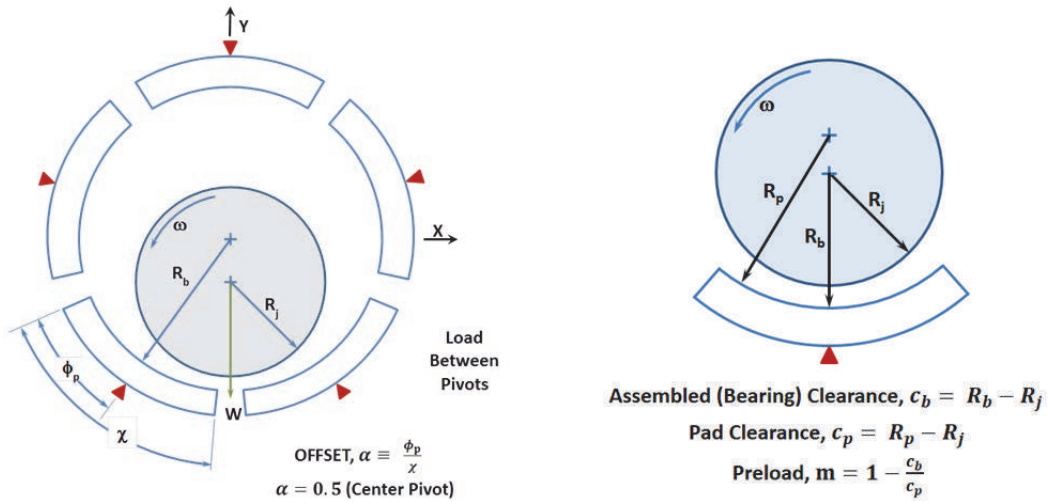 Y
X
ω
R_b
R_j
W
ϕ_p
χ
Load
Between
Pivots
OFFSET, α ≡ ϕ_p/χ
α = 0.5 (Center Pivot)
ω
R_p
R_b
R_j
Assembled (Bearing) Clearance, c_b = R_b − R_j
Pad Clearance, c_p = R_p − R_j
Preload, m = 1 − c_b/c_p